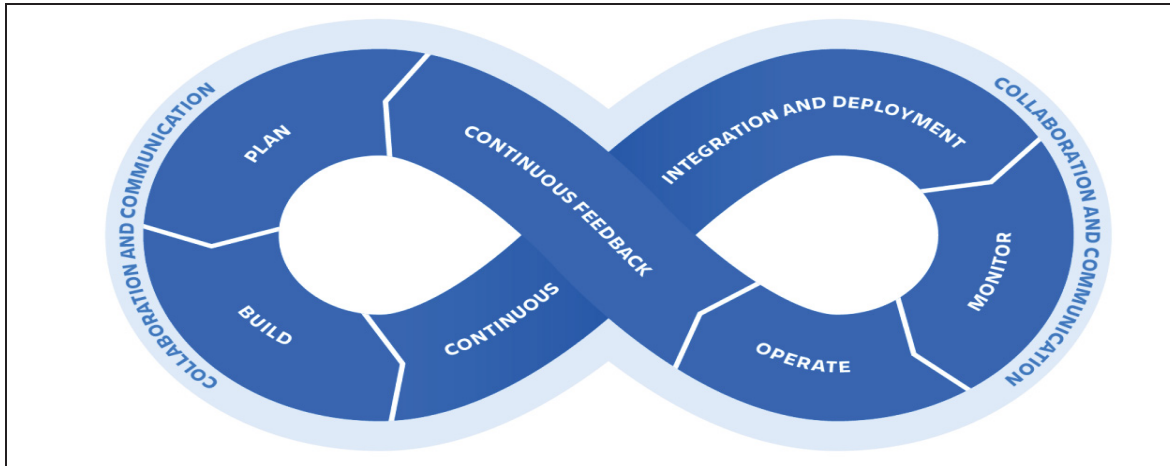 COLLABORATION AND COMMUNICATION
PLAN
BUILD
CONTINUOUS
INTEGRATION AND DEPLOYMENT
MONITOR
OPERATE
CONTINUOUS FEEDBACK
COLLABORATION AND COMMUNICATION